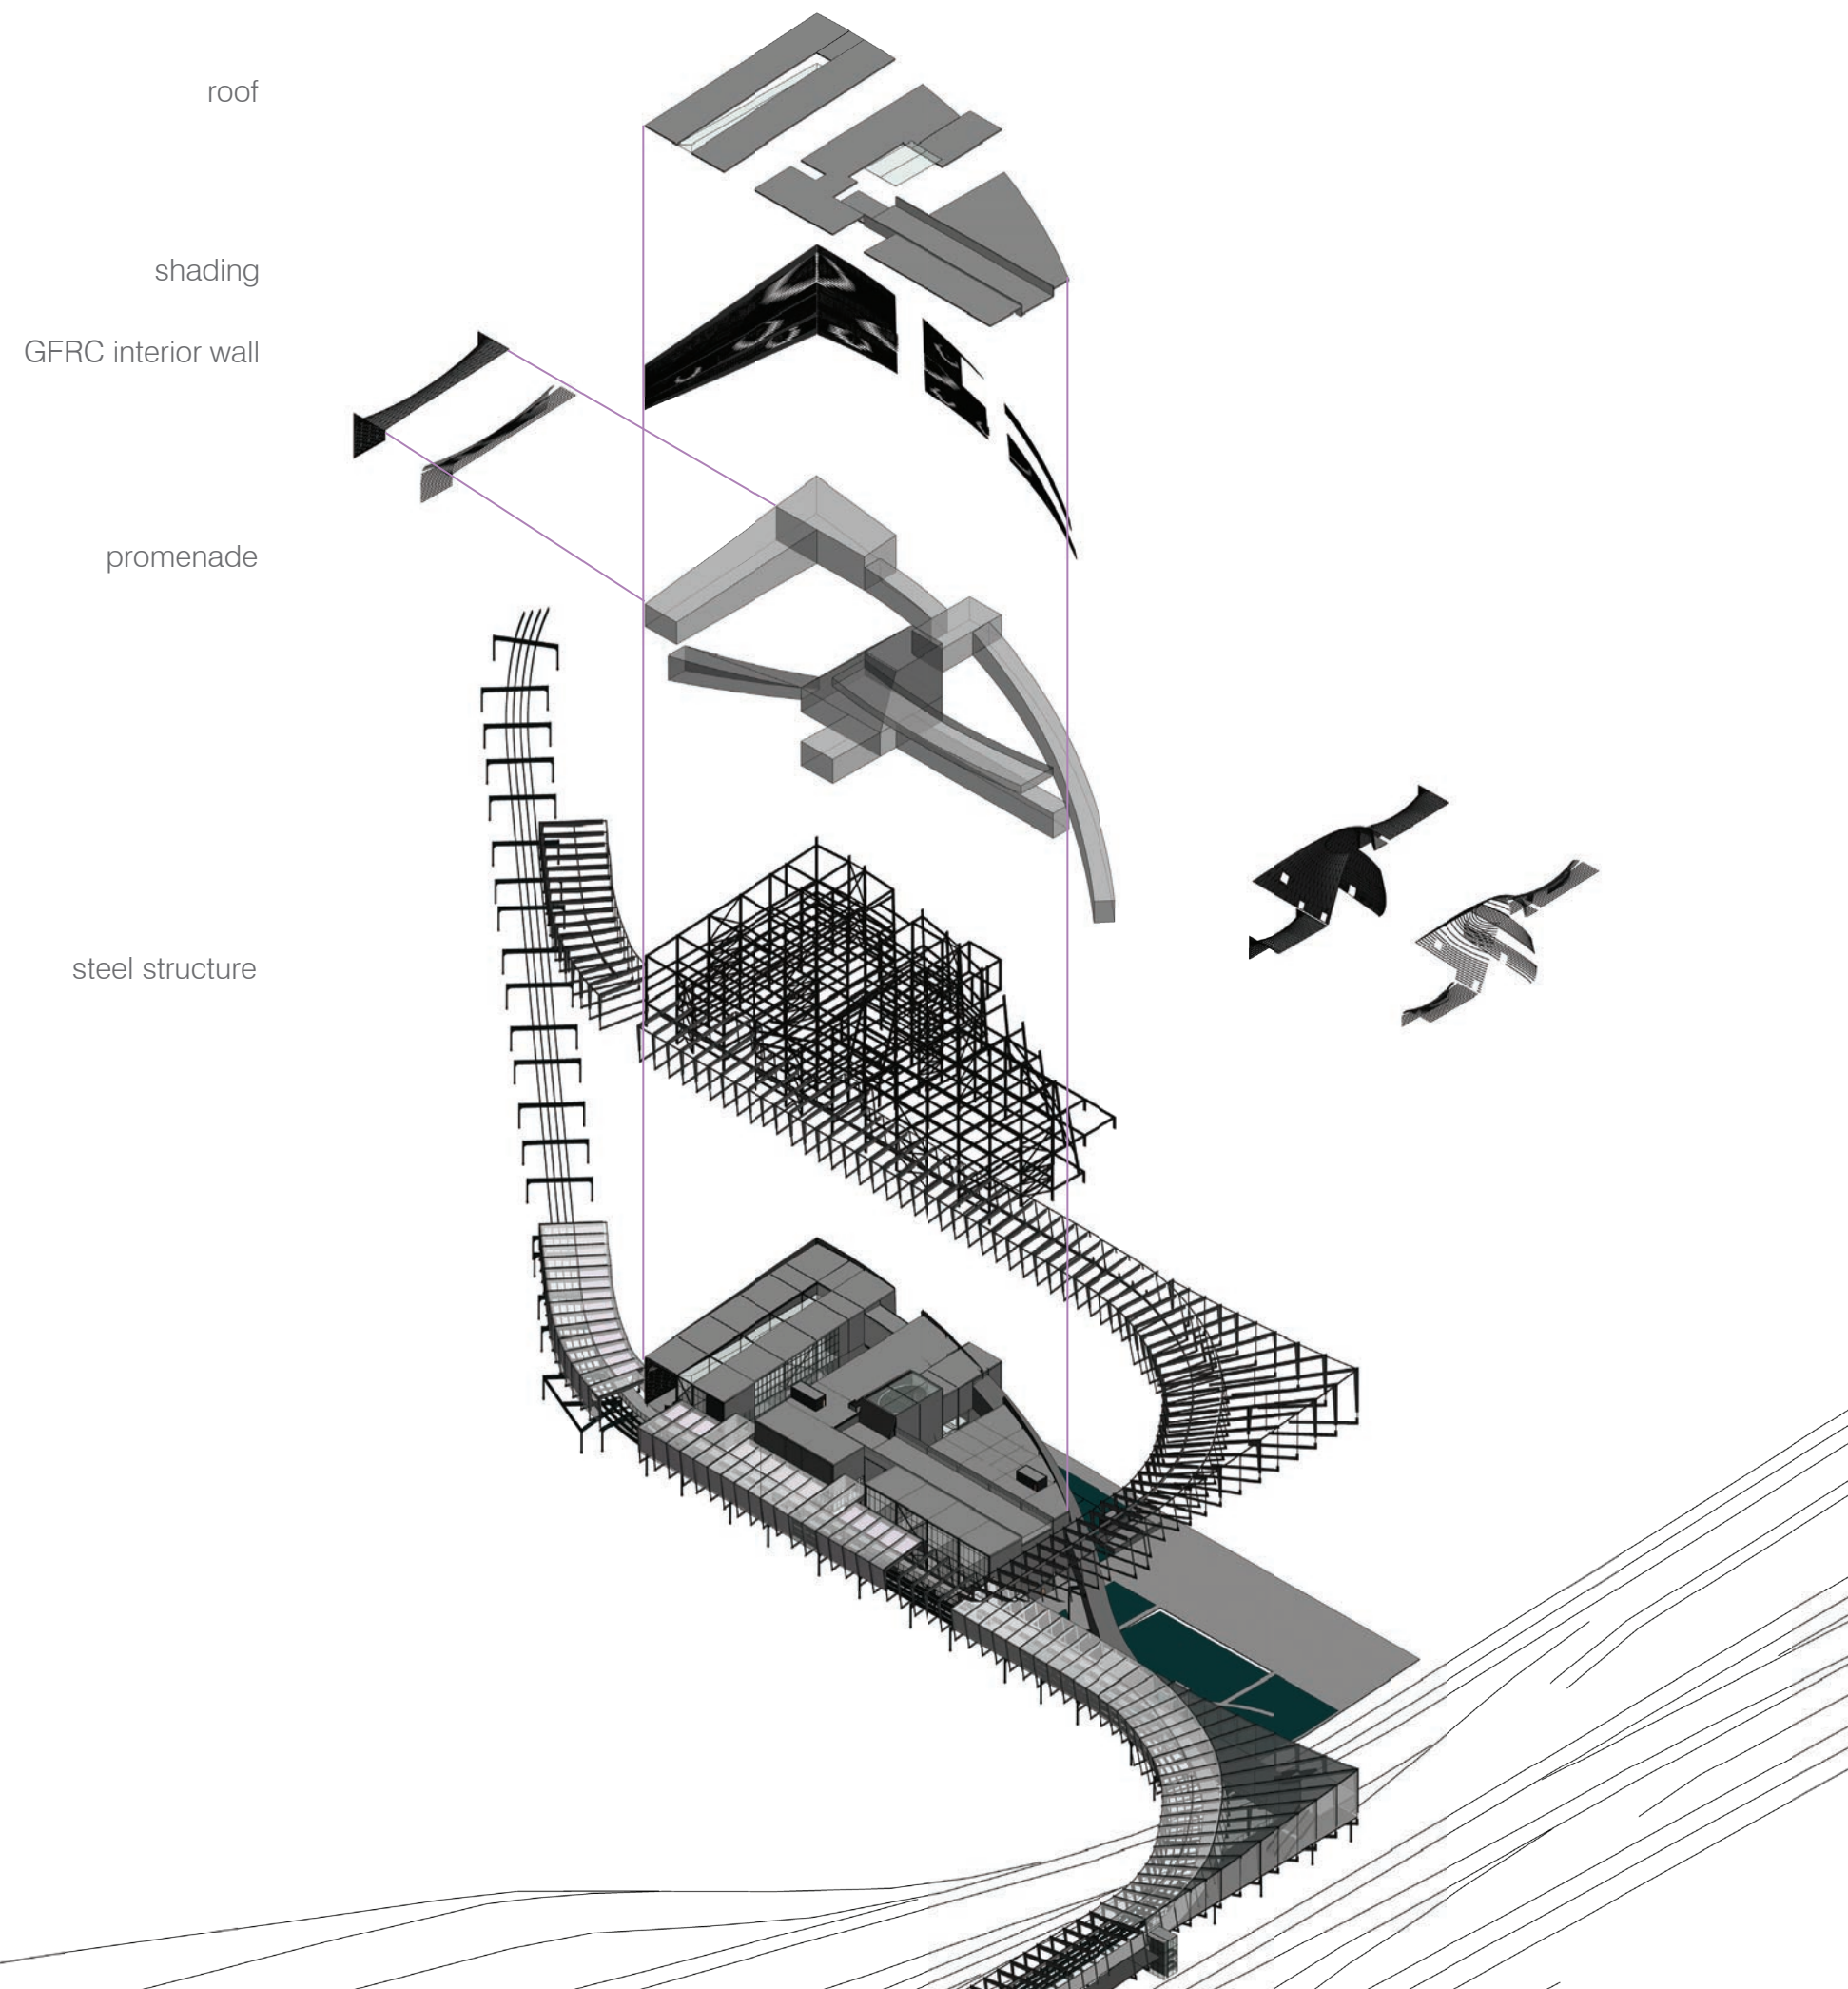 roof
shading
GFRC interior wall
promenade
steel structure